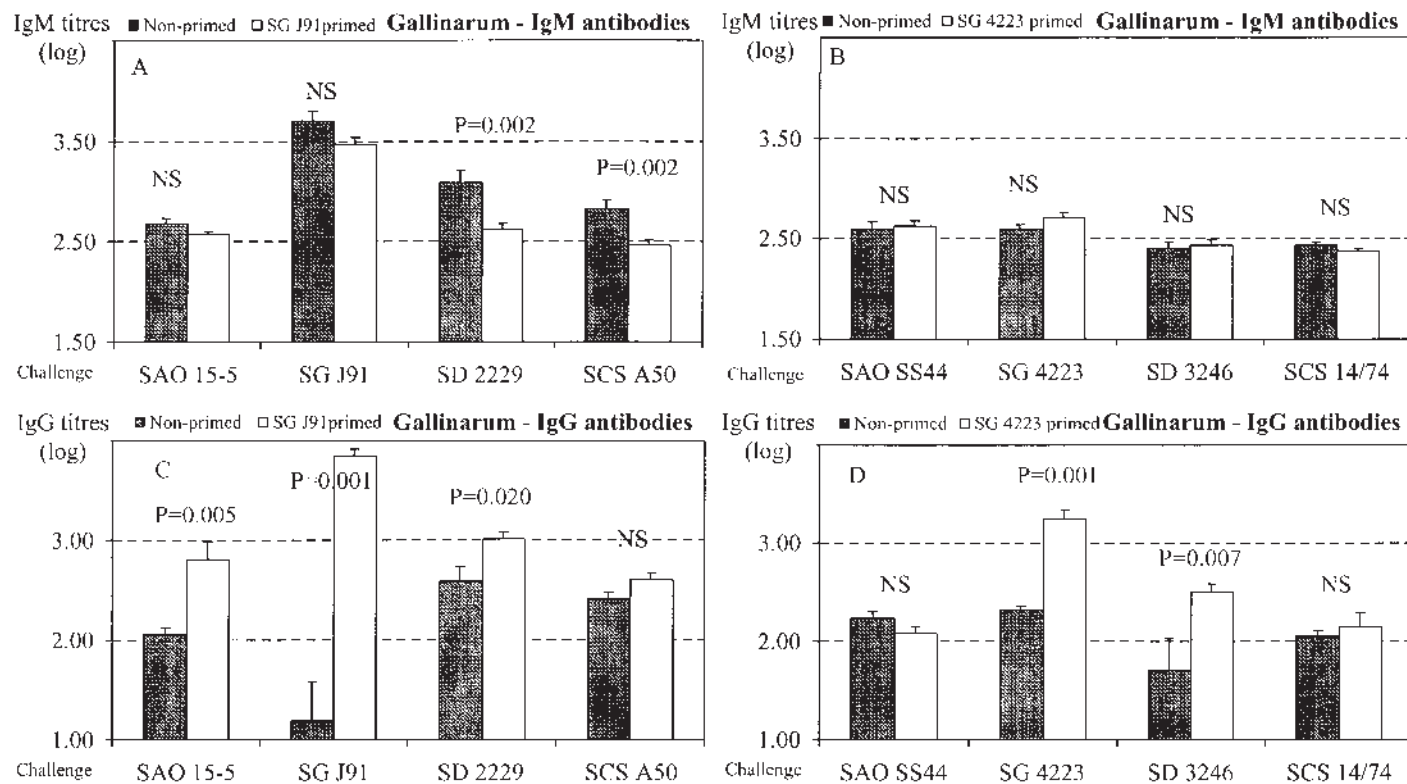 IgM titres
(log)
Non-primed SG J91primed Gallinarum - IgM antibodies
A
NS
NS
P=0.002
P=0.002
3.50
2.50
1.50
Challenge SAO 15-5 SG J91 SD 2229 SCS A50
IgM titres
(log)
Non-primed SG 4223 primed Gallinarum - IgM antibodies
B
NS
NS
NS
NS
3.50
2.50
1.50
Challenge SAO SS44 SG 4223 SD 3246 SCS 14/74
IgG titres
(log)
Non-primed SG J91primed Gallinarum - IgG antibodies
C
P=0.005
P=0.001
P=0.020
NS
3.00
2.00
1.00
Challenge SAO 15-5 SG J91 SD 2229 SCS A50
IgG titres
(log)
Non-primed SG 4223 primed Gallinarum - IgG antibodies
D
NS
P=0.001
P=0.007
NS
3.00
2.00
1.00
Challenge SAO SS44 SG 4223 SD 3246 SCS 14/74